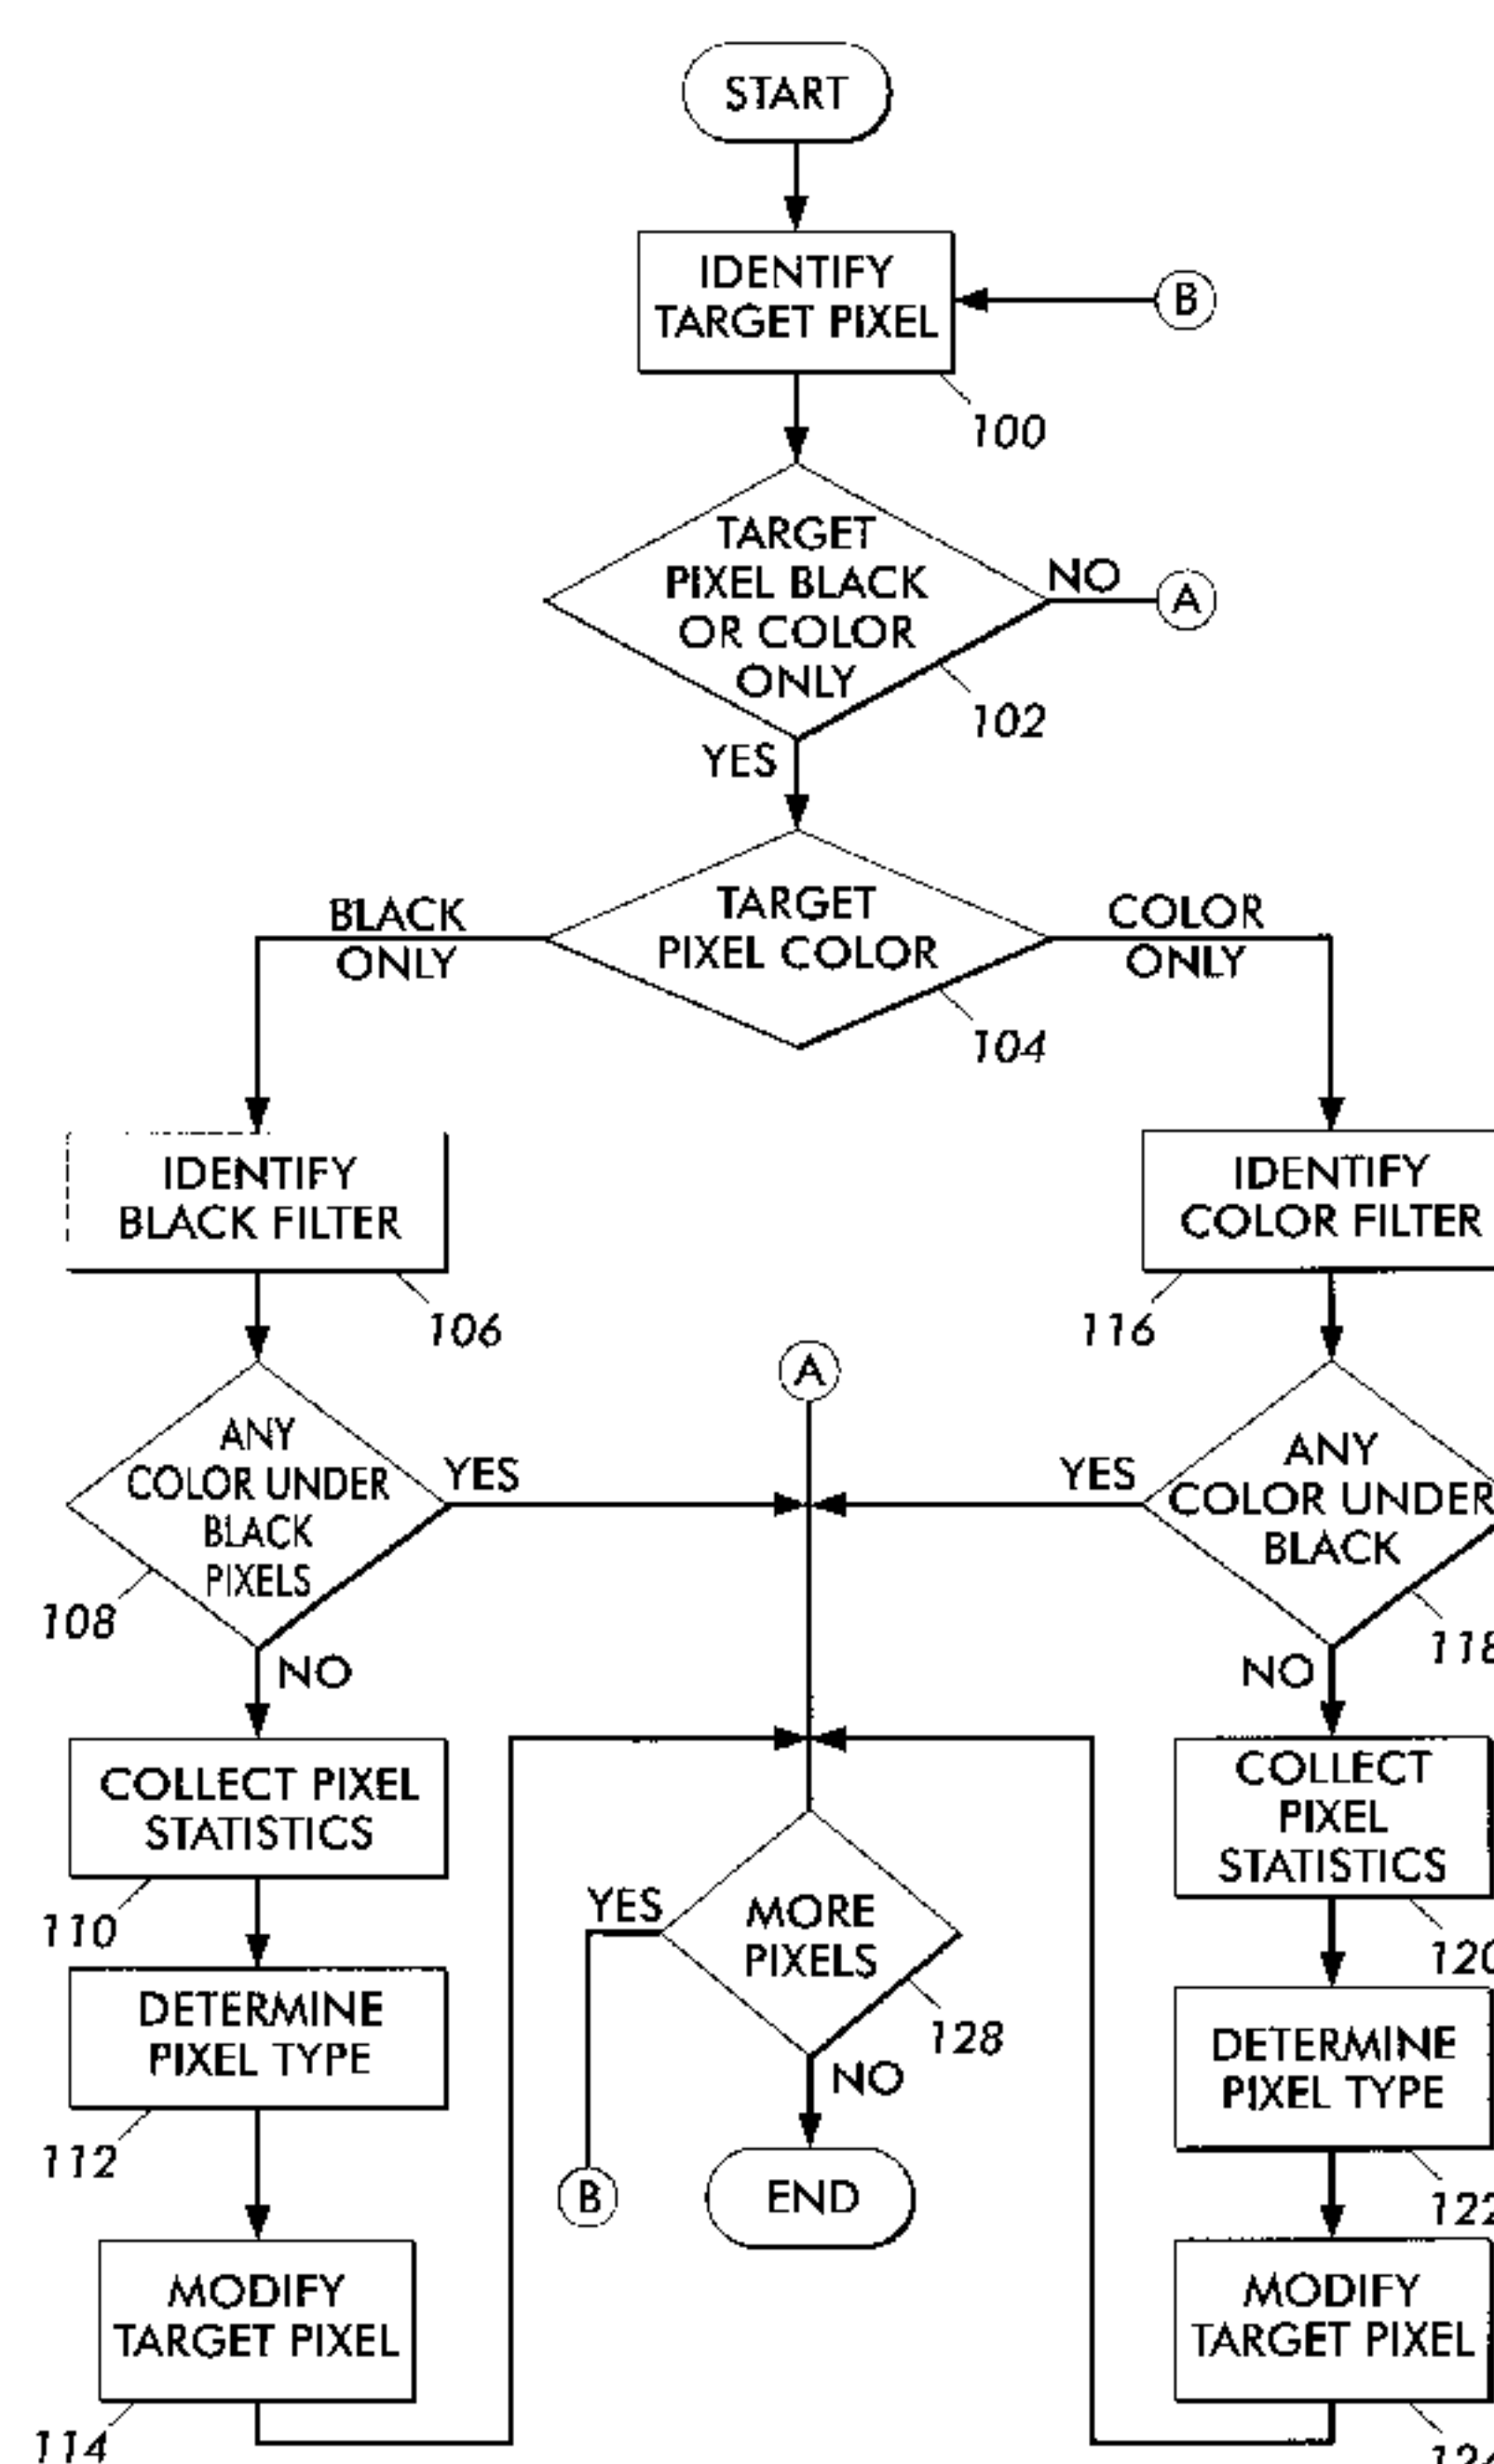 START
IDENTIFY
TARGET PIXEL
B
100
TARGET
PIXEL BLACK
OR COLOR
ONLY
NO
A
102
YES
TARGET
PIXEL COLOR
BLACK
ONLY
COLOR
ONLY
104
IDENTIFY
BLACK FILTER
106
IDENTIFY
COLOR FILTER
116
A
ANY
COLOR UNDER
BLACK
PIXELS
YES
108
NO
YES
ANY
COLOR UNDER
BLACK
118
NO
COLLECT PIXEL
STATISTICS
110
COLLECT
PIXEL
STATISTICS
120
YES
MORE
PIXELS
128
NO
DETERMINE
PIXEL TYPE
112
DETERMINE
PIXEL TYPE
122
B
END
MODIFY
TARGET PIXEL
114
MODIFY
TARGET PIXEL